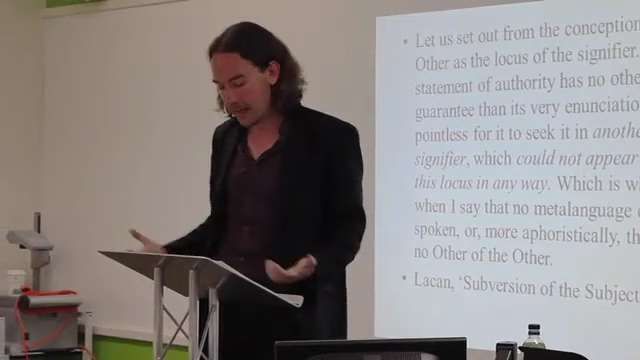 • Let us set out from the conception
Other as the locus of the signifier.
statement of authority has no othe
guarantee than its very enunciatio
pointless for it to seek it in anothe
signifier, which could not appear
this locus in any way. Which is w
when I say that no metalanguage
spoken, or, more aphoristically, th
no Other of the Other.
• Lacan, ‘Subversion of the Subject